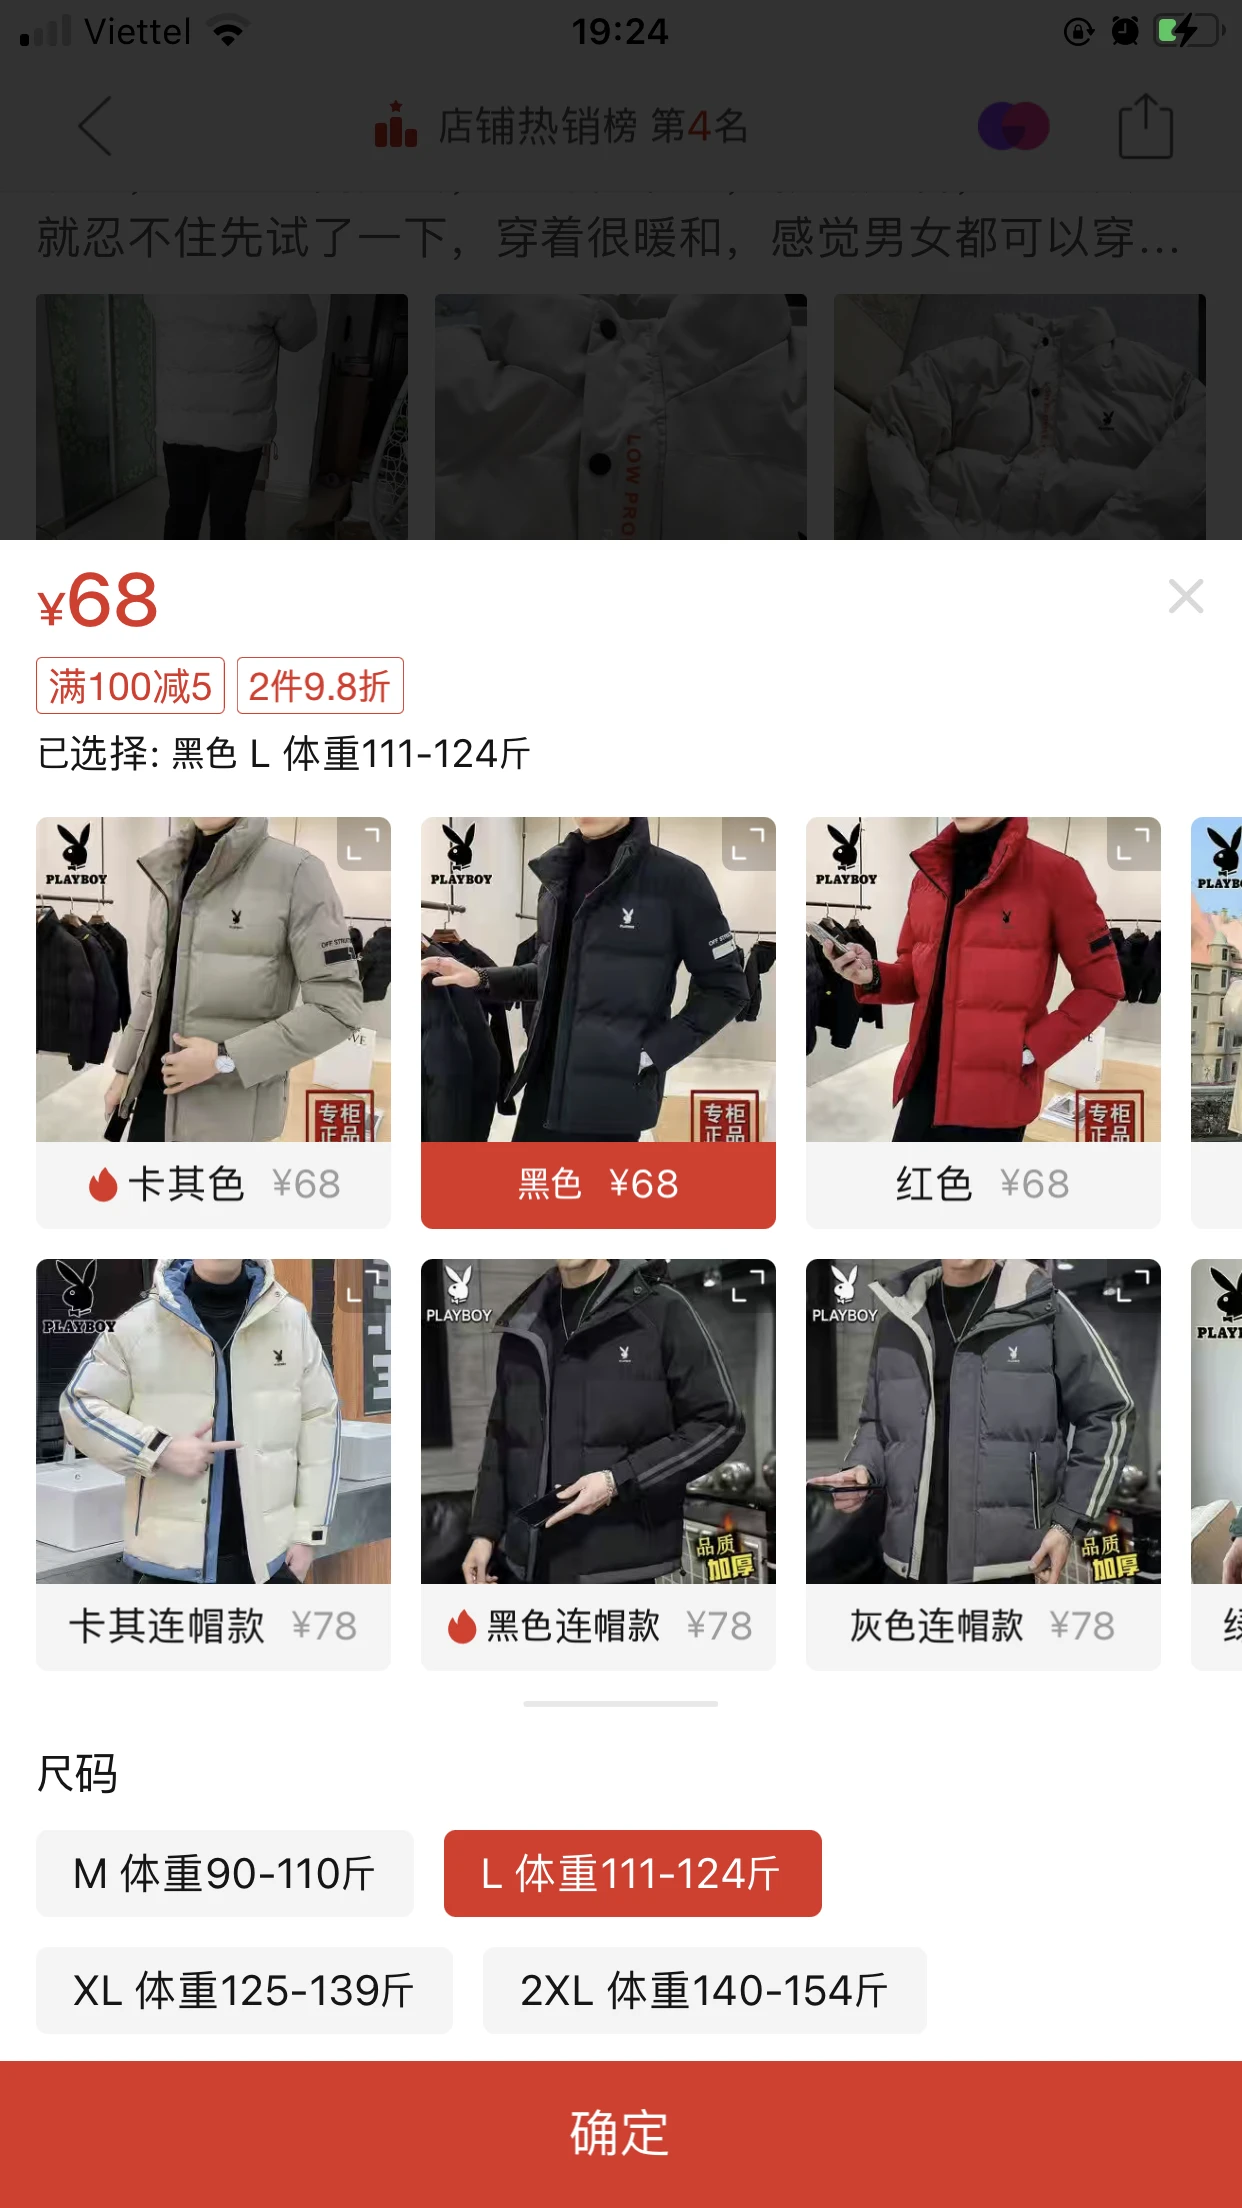 Viettel
19:24
店铺热销榜 第4名
就忍不住先试了一下，穿着很暖和，感觉男女都可以穿...
LOW PRO
¥68
满100减5
2件9.8折
已选择: 黑色 L 体重111-124斤
PLAYBOY
专柜
正品
PLAYBOY
专柜
正品
PLAYBOY
专柜
正品
卡其色 ¥68
黑色 ¥68
红色 ¥68
PLAYBOY
PLAYBOY
品质
加厚
PLAYBOY
品质
加厚
卡其连帽款 ¥78
黑色连帽款 ¥78
灰色连帽款 ¥78
尺码
M 体重90-110斤
L 体重111-124斤
XL 体重125-139斤
2XL 体重140-154斤
确定